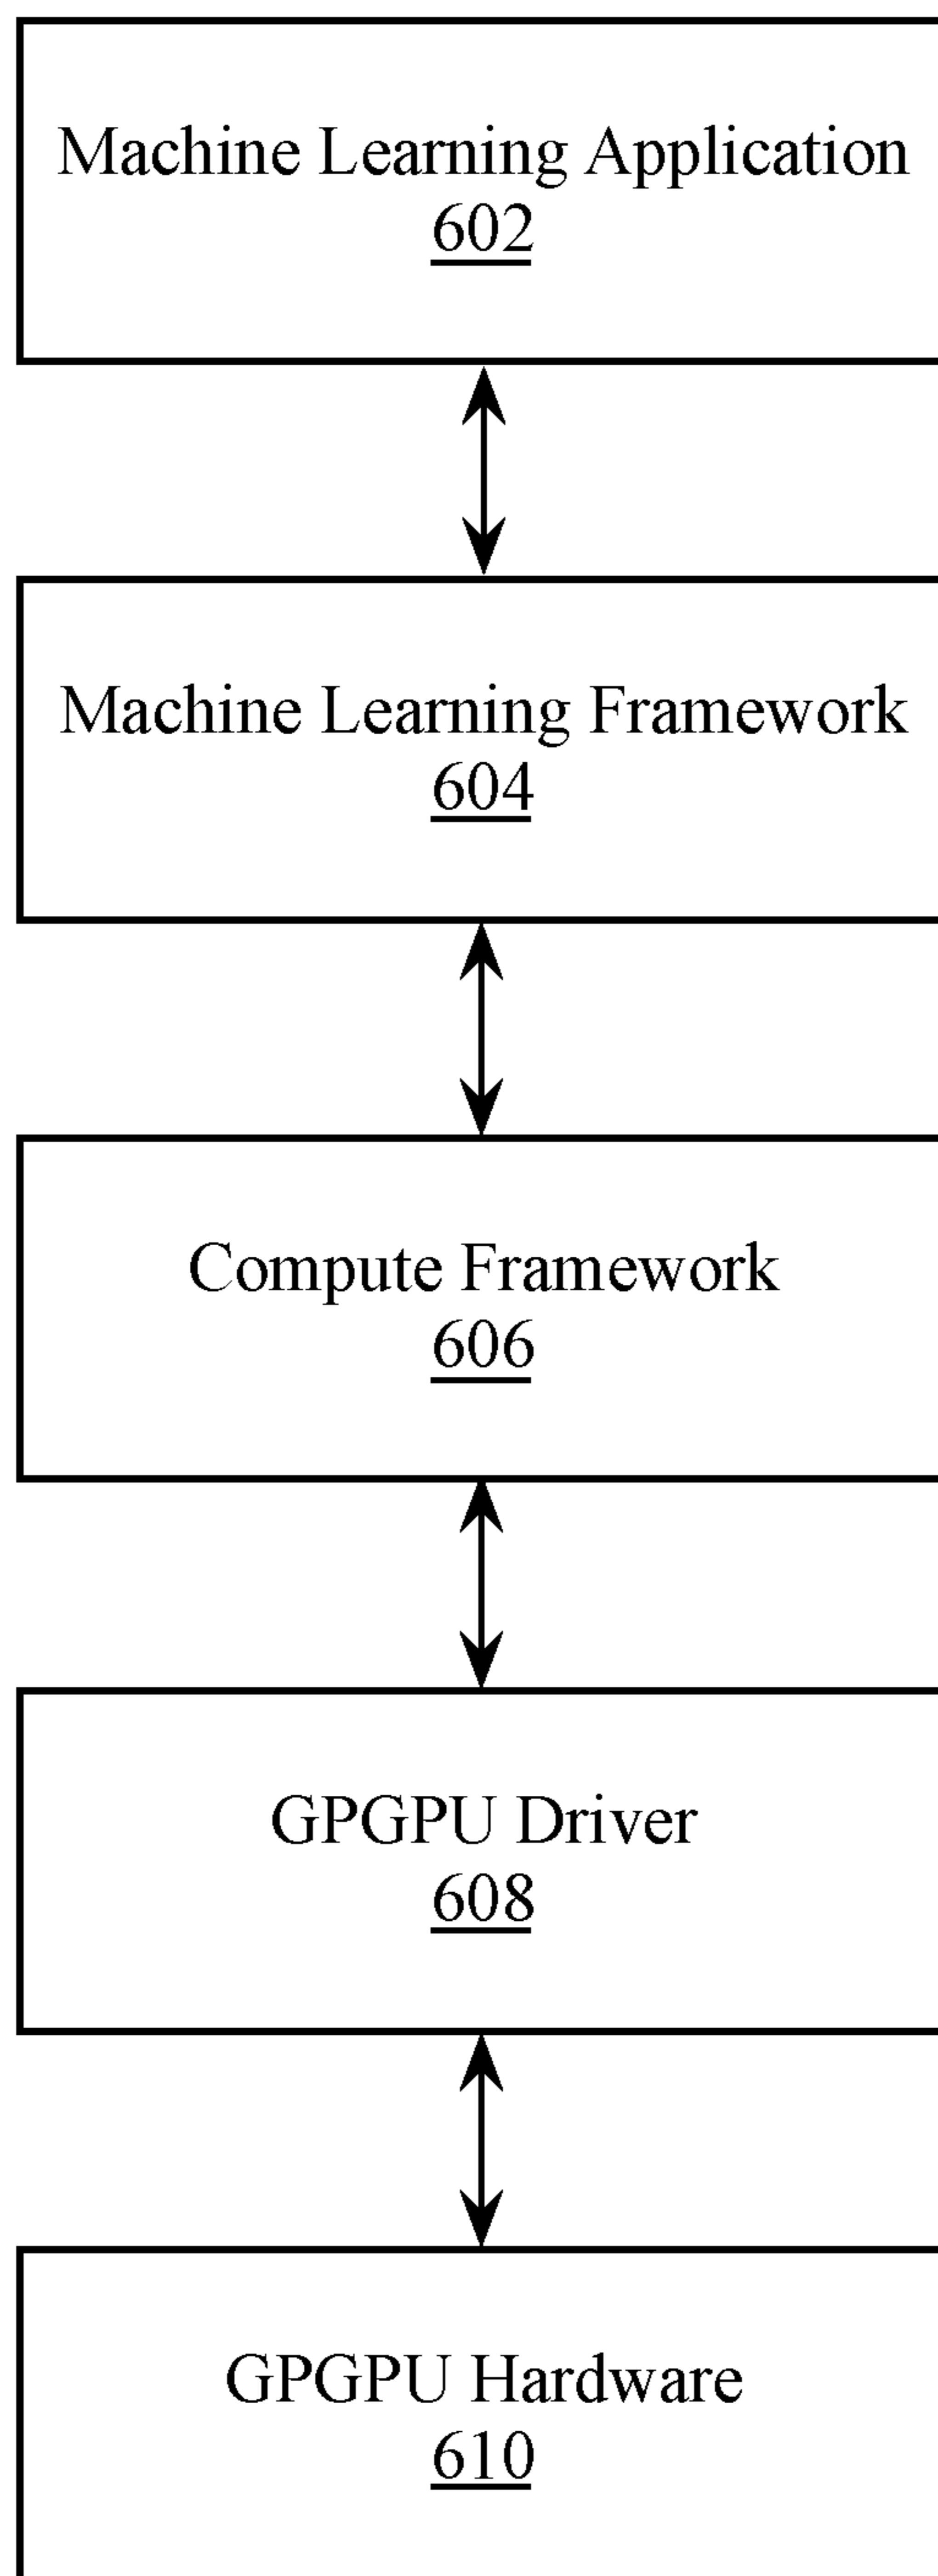 Machine Learning Application
602
Machine Learning Framework
604
Compute Framework
606
GPGPU Driver
608
GPGPU Hardware
610